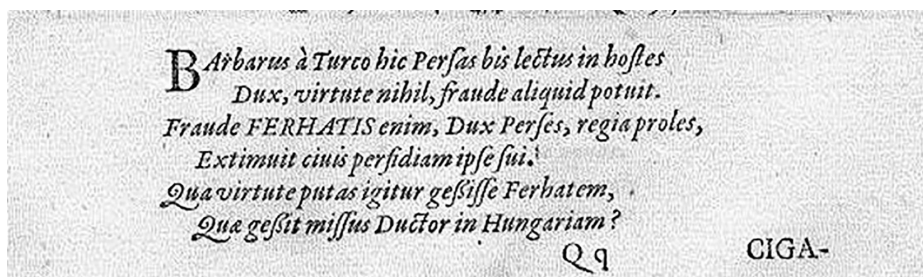 BArbarus à Turco hic Persas bis lectus in hostes
Dux, virtute nihil, fraude aliquid potuit.
Fraude FERHATIS enim, Dux Perses, regia proles,
Extimuit ciuis perfidiam ipse sui.
Qua virtute putas igitur geßisse Ferhatem,
Quæ geßit missus Ductor in Hungariam?
Qq CIGA-